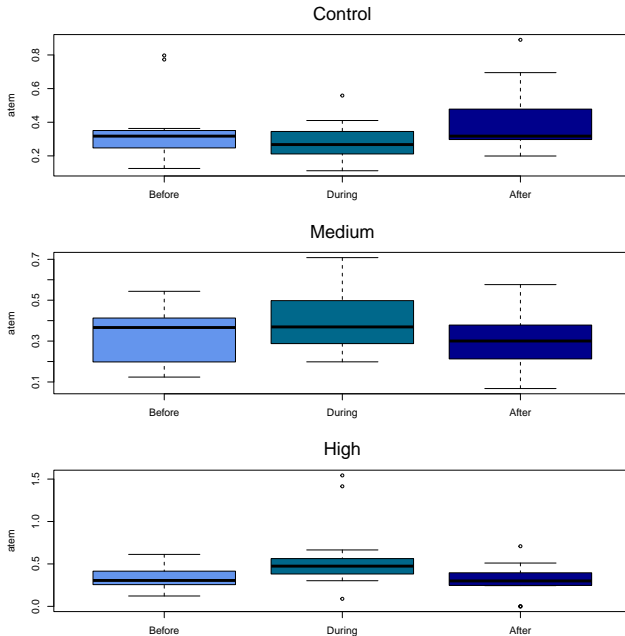 Control
atem
0.8
0.6
0.4
0.2
Before During After
Medium
atem
0.7
0.5
0.3
0.1
Before During After
High
atem
1.5
1.0
0.5
0.0
Before During After